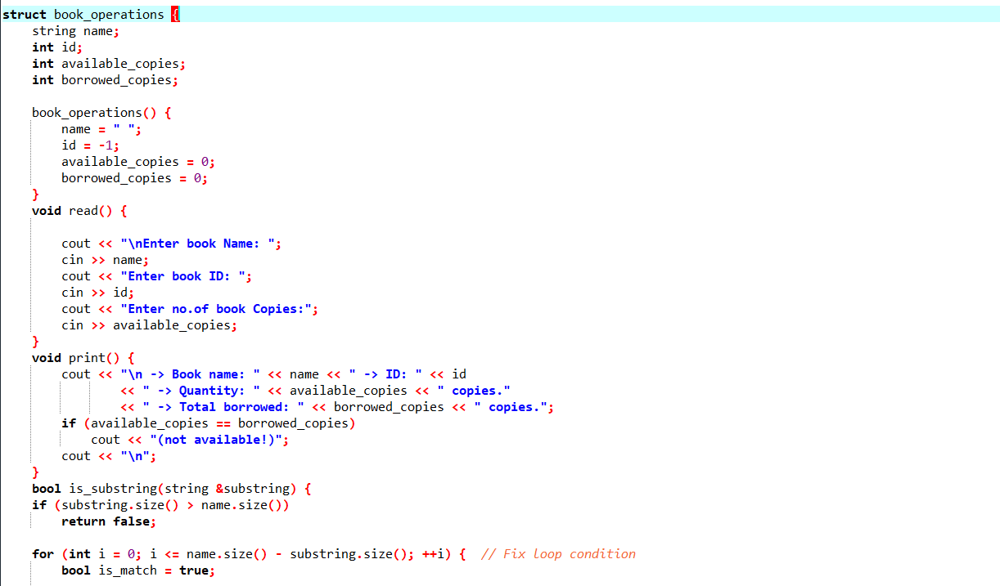 struct book_operations {
    string name;
    int id;
    int available_copies;
    int borrowed_copies;

    book_operations() {
        name = " ";
        id = -1;
        available_copies = 0;
        borrowed_copies = 0;
    }
    void read() {

        cout << "\nEnter book Name: ";
        cin >> name;
        cout << "Enter book ID: ";
        cin >> id;
        cout << "Enter no.of book Copies:";
        cin >> available_copies;
    }
    void print() {
        cout << "\n -> Book name: " << name << " -> ID: " << id
                << " -> Quantity: " << available_copies << " copies."
                << " -> Total borrowed: " << borrowed_copies << " copies.";
        if (available_copies == borrowed_copies)
            cout << "(not available!)";
        cout << "\n";
    }
    bool is_substring(string &substring) {
    if (substring.size() > name.size())
        return false;

    for (int i = 0; i <= name.size() - substring.size(); ++i) {  // Fix loop condition
        bool is_match = true;